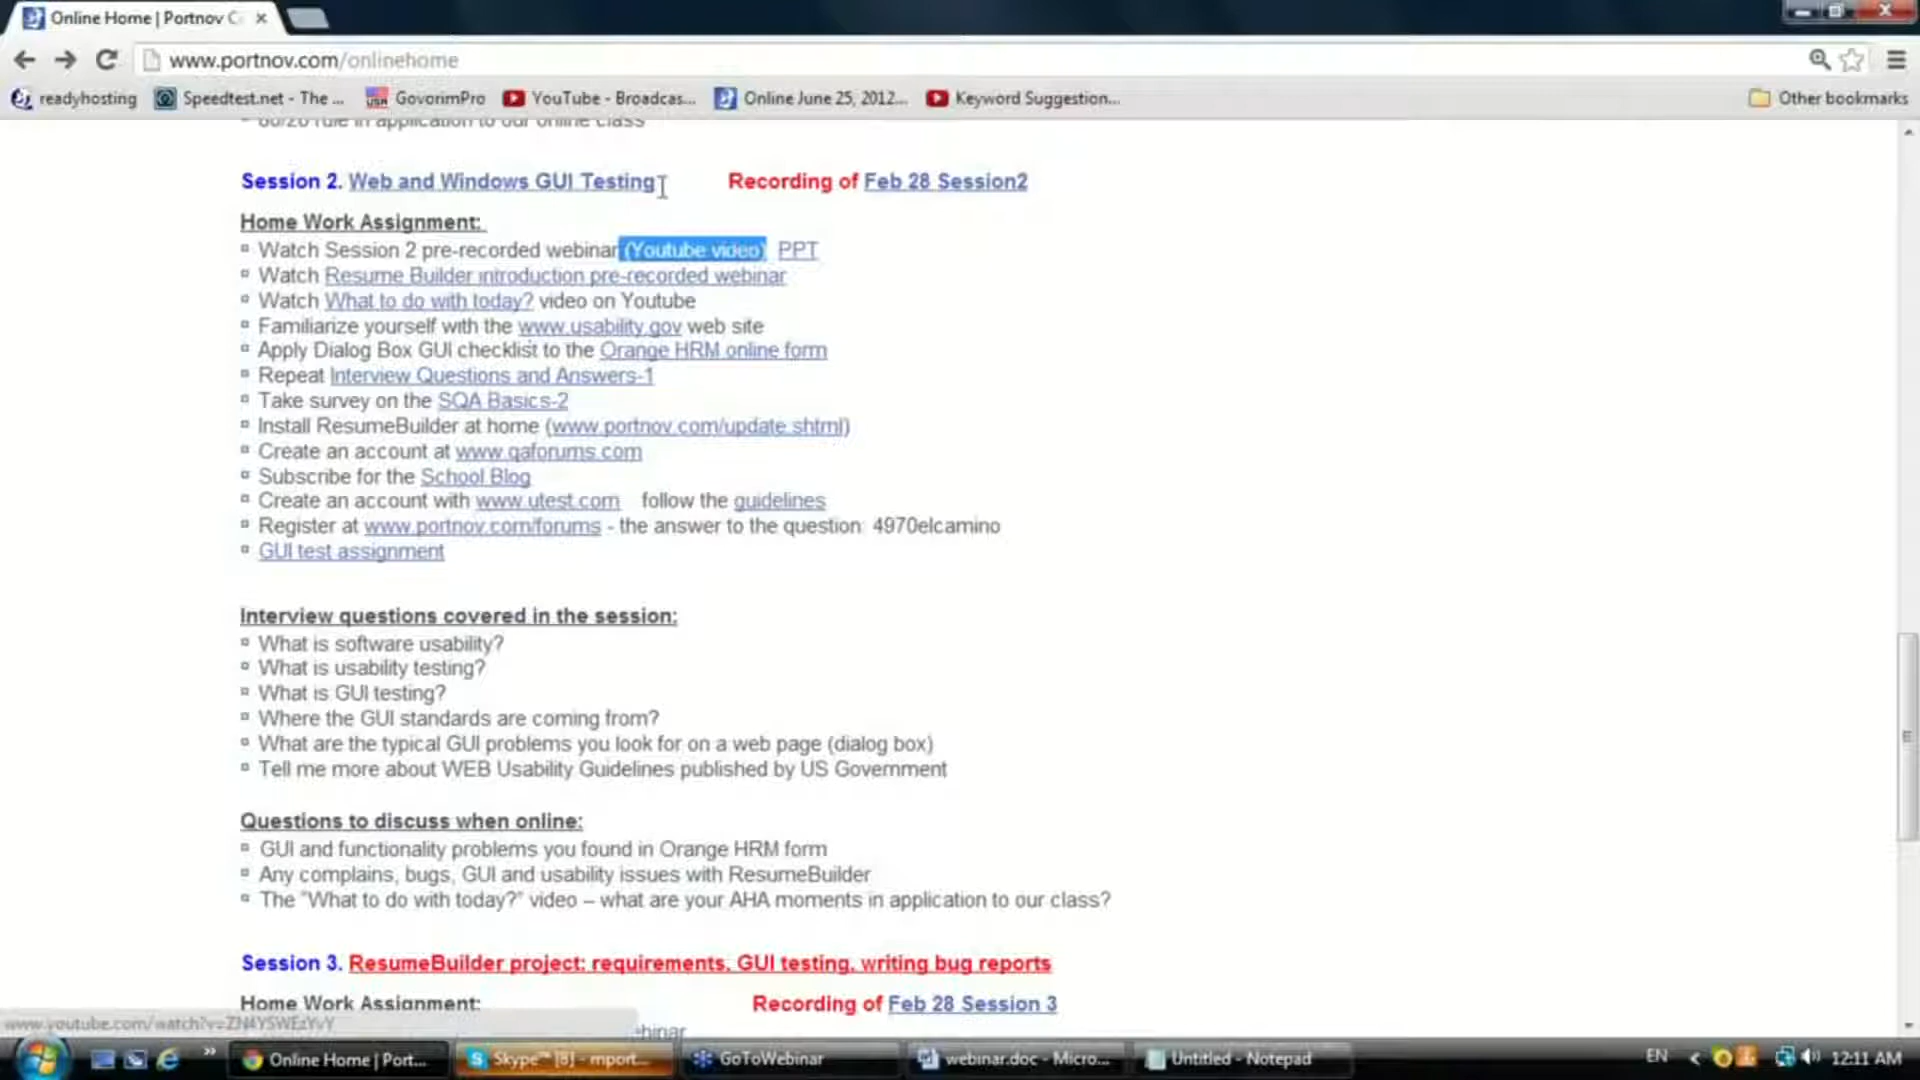 Online Home | Portnov C
www.portnov.com/onlinehome
readyhosting Speedtest.net - The ... GovorimPro YouTube - Broadcas... Online June 25, 2012... Keyword Suggestion... Other bookmarks
80/20 rule in application to our online class
Session 2. Web and Windows GUI Testing Recording of Feb 28 Session2
Home Work Assignment:
Watch Session 2 pre-recorded webinar (Youtube video) PPT
Watch Resume Builder introduction pre-recorded webinar
Watch What to do with today? video on Youtube
Familiarize yourself with the www.usability.gov web site
Apply Dialog Box GUI checklist to the Orange HRM online form
Repeat Interview Questions and Answers-1
Take survey on the SQA Basics-2
Install ResumeBuilder at home (www.portnov.com/update.shtml)
Create an account at www.qaforums.com
Subscribe for the School Blog
Create an account with www.utest.com follow the guidelines
Register at www.portnov.com/forums - the answer to the question: 4970elcamino
GUI test assignment
Interview questions covered in the session:
What is software usability?
What is usability testing?
What is GUI testing?
Where the GUI standards are coming from?
What are the typical GUI problems you look for on a web page (dialog box)
Tell me more about WEB Usability Guidelines published by US Government
Questions to discuss when online:
GUI and functionality problems you found in Orange HRM form
Any complains, bugs, GUI and usability issues with ResumeBuilder
The "What to do with today?" video – what are your AHA moments in application to our class?
Session 3. ResumeBuilder project: requirements, GUI testing, writing bug reports
Home Work Assignment: Recording of Feb 28 Session 3
binar
Online Home | Port... Skype™ [8] - mport... GoToWebinar webinar.doc - Micro... Untitled - Notepad EN 12:11 AM